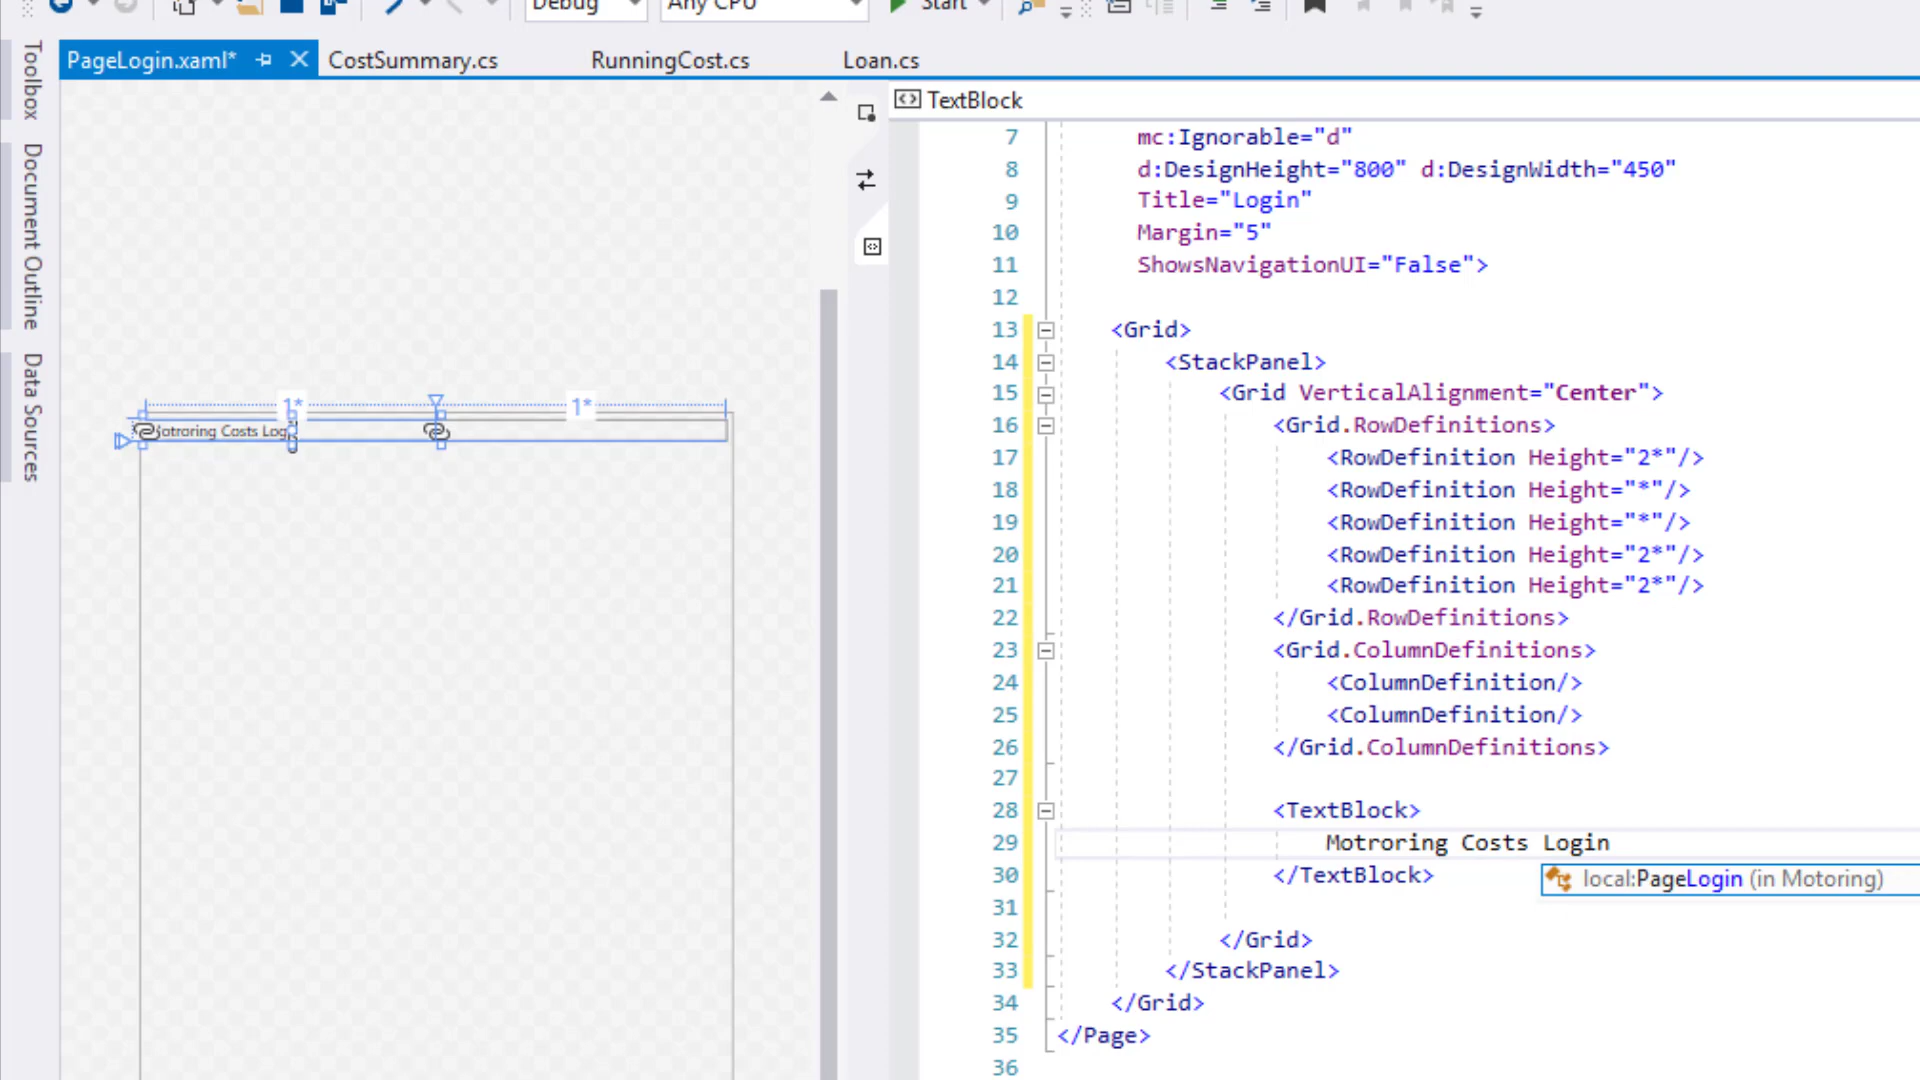 Debug
Any CPU
Start
Toolbox
Document Outline
Data Sources
PageLogin.xaml*
CostSummary.cs
RunningCost.cs
Loan.cs
TextBlock
1*
1*
7 mc:Ignorable="d"
8 d:DesignHeight="800" d:DesignWidth="450"
9 Title="Login"
10 Margin="5"
11 ShowsNavigationUI="False">
12
13 <Grid>
14 <StackPanel>
15 <Grid VerticalAlignment="Center">
16 <Grid.RowDefinitions>
17 <RowDefinition Height="2*"/>
18 <RowDefinition Height="*"/>
19 <RowDefinition Height="*"/>
20 <RowDefinition Height="2*"/>
21 <RowDefinition Height="2*"/>
22 </Grid.RowDefinitions>
23 <Grid.ColumnDefinitions>
24 <ColumnDefinition/>
25 <ColumnDefinition/>
26 </Grid.ColumnDefinitions>
27
28 <TextBlock>
29 Motroring Costs Login
30 </TextBlock>
local:PageLogin (in Motoring)
31
32 </Grid>
33 </StackPanel>
34 </Grid>
35 </Page>
36
Costs